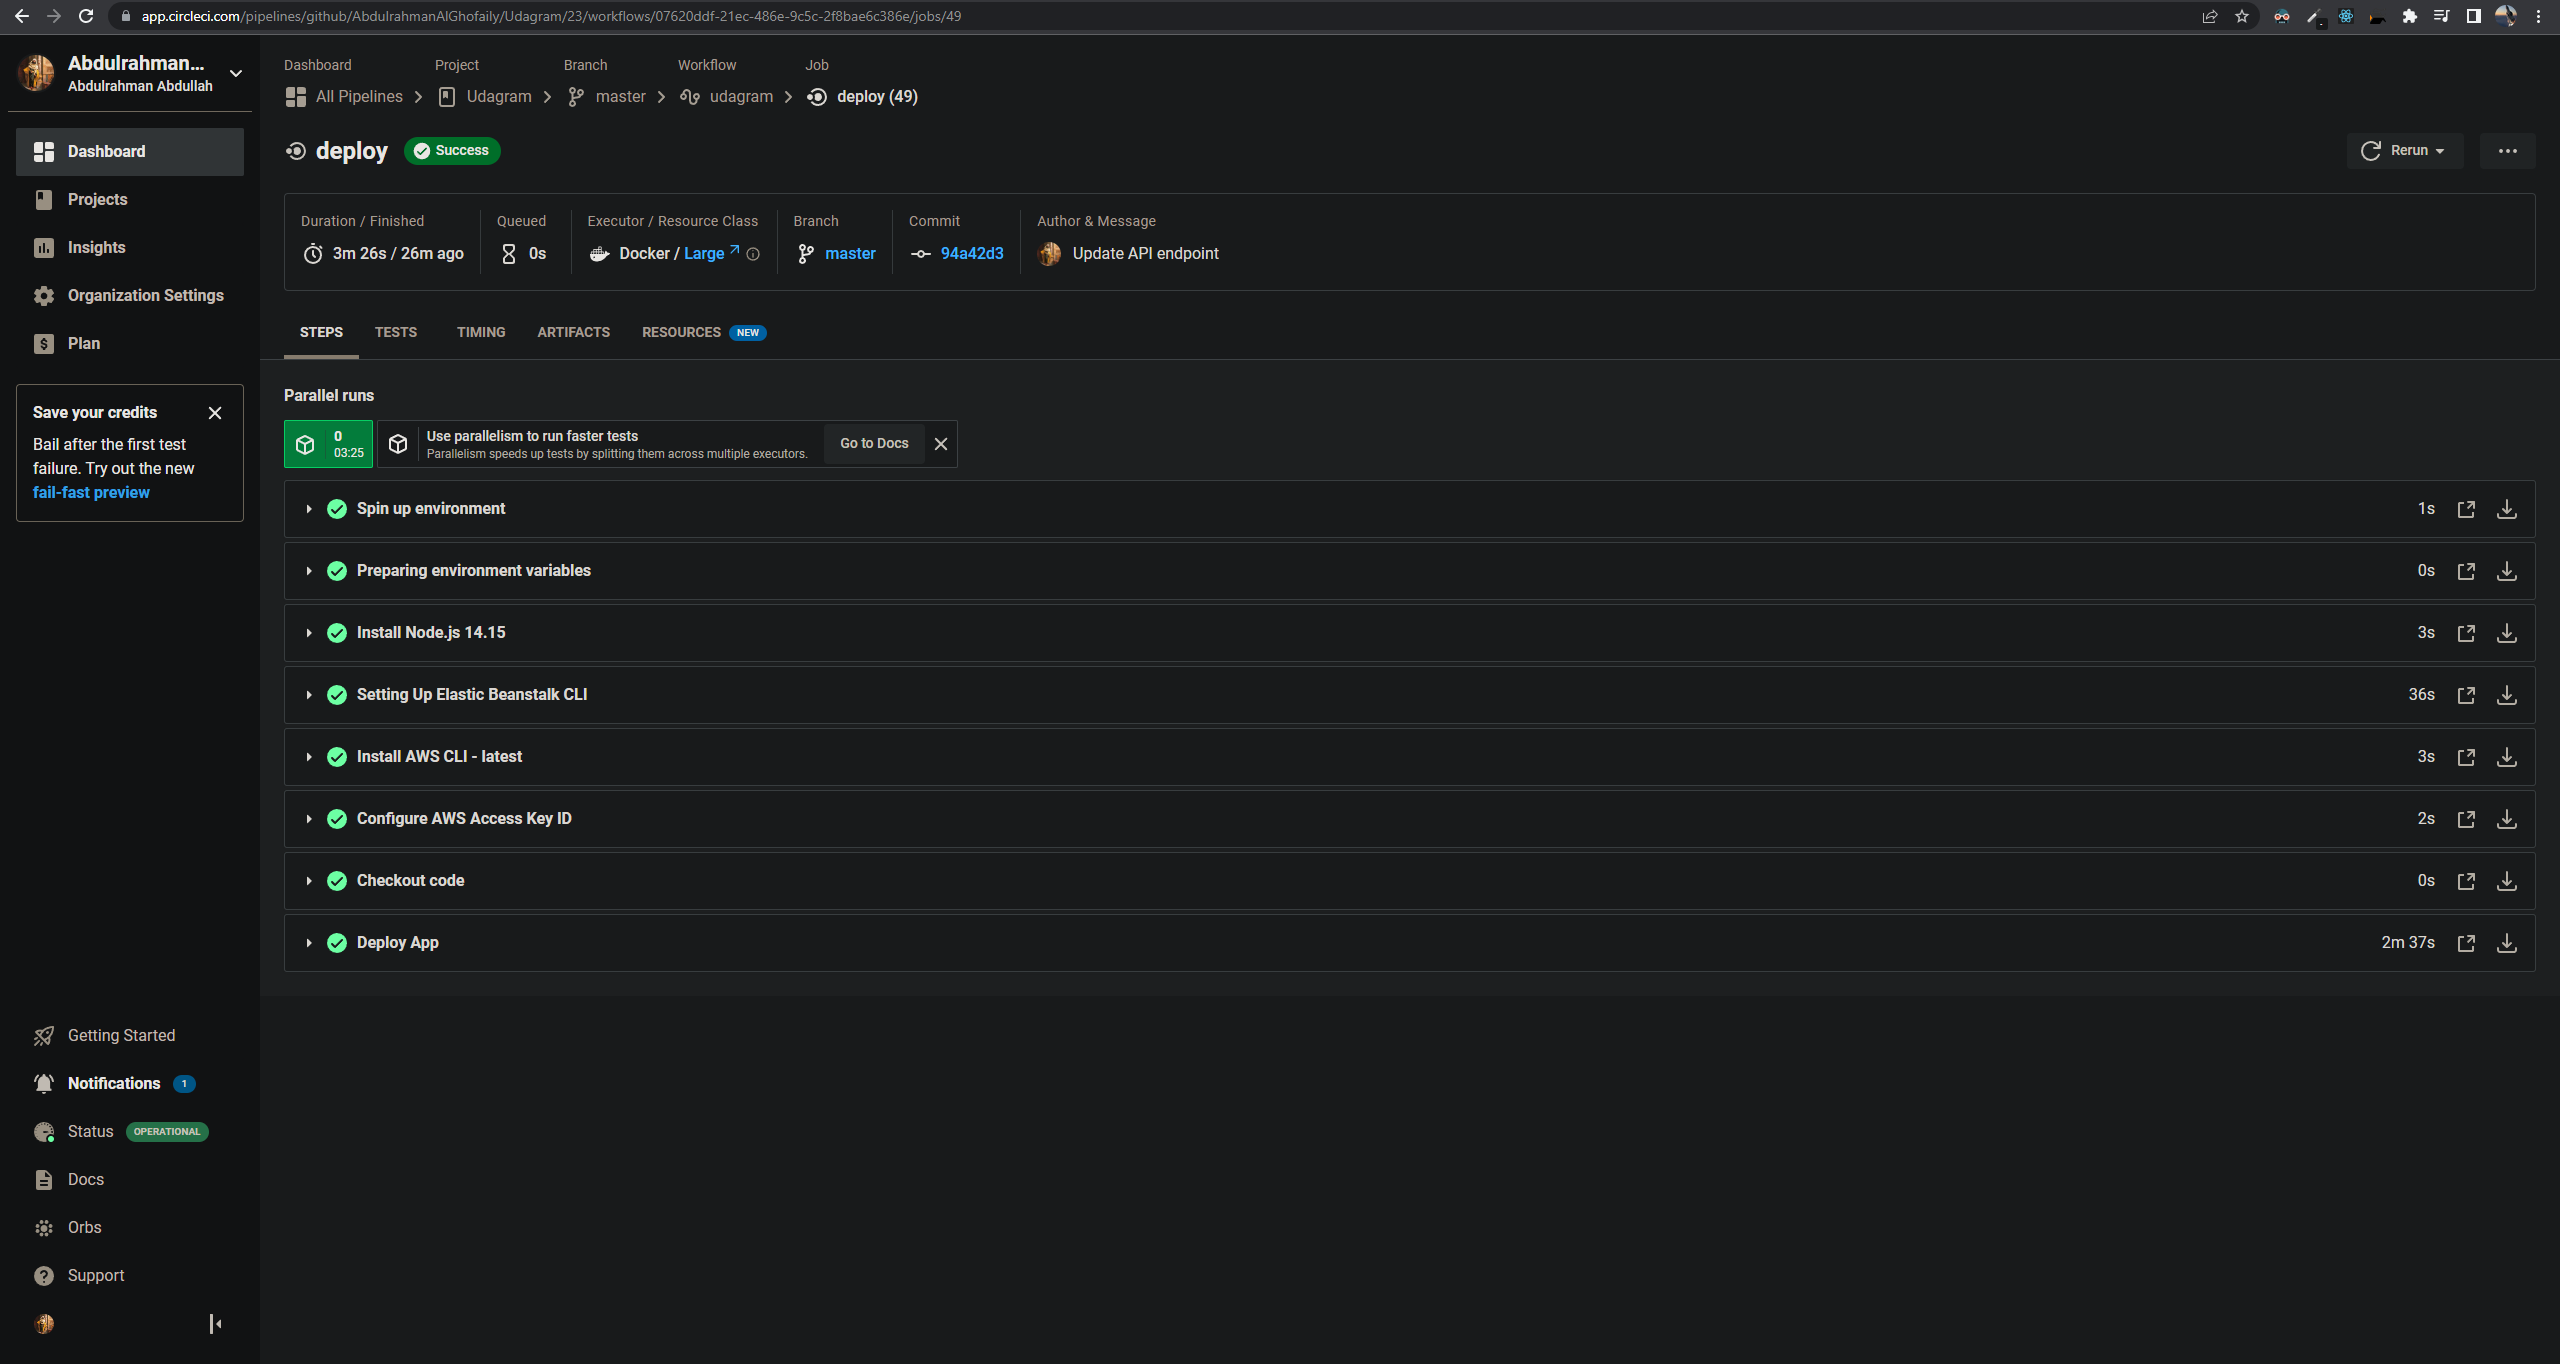 app.circleci.com/pipelines/github/AbdulrahmanAlGhofaily/Udagram/23/workflows/07620ddf-21ec-486e-9c5c-2f8bae6c386e/jobs/49
Abdulrahman...
Abdulrahman Abdullah
Dashboard
Projects
Insights
Organization Settings
Plan
Save your credits
Bail after the first test
failure. Try out the new
fail-fast preview
Getting Started
Notifications 1
Status OPERATIONAL
Docs
Orbs
Support
Dashboard Project Branch Workflow Job
All Pipelines Udagram master udagram deploy (49)
deploy Success
Rerun
Duration / Finished Queued Executor / Resource Class Branch Commit Author & Message
3m 26s / 26m ago 0s Docker / Large master 94a42d3 Update API endpoint
STEPS TESTS TIMING ARTIFACTS RESOURCES NEW
Parallel runs
0
03:25
Use parallelism to run faster tests
Parallelism speeds up tests by splitting them across multiple executors.
Go to Docs
Spin up environment 1s
Preparing environment variables 0s
Install Node.js 14.15 3s
Setting Up Elastic Beanstalk CLI 36s
Install AWS CLI - latest 3s
Configure AWS Access Key ID 2s
Checkout code 0s
Deploy App 2m 37s